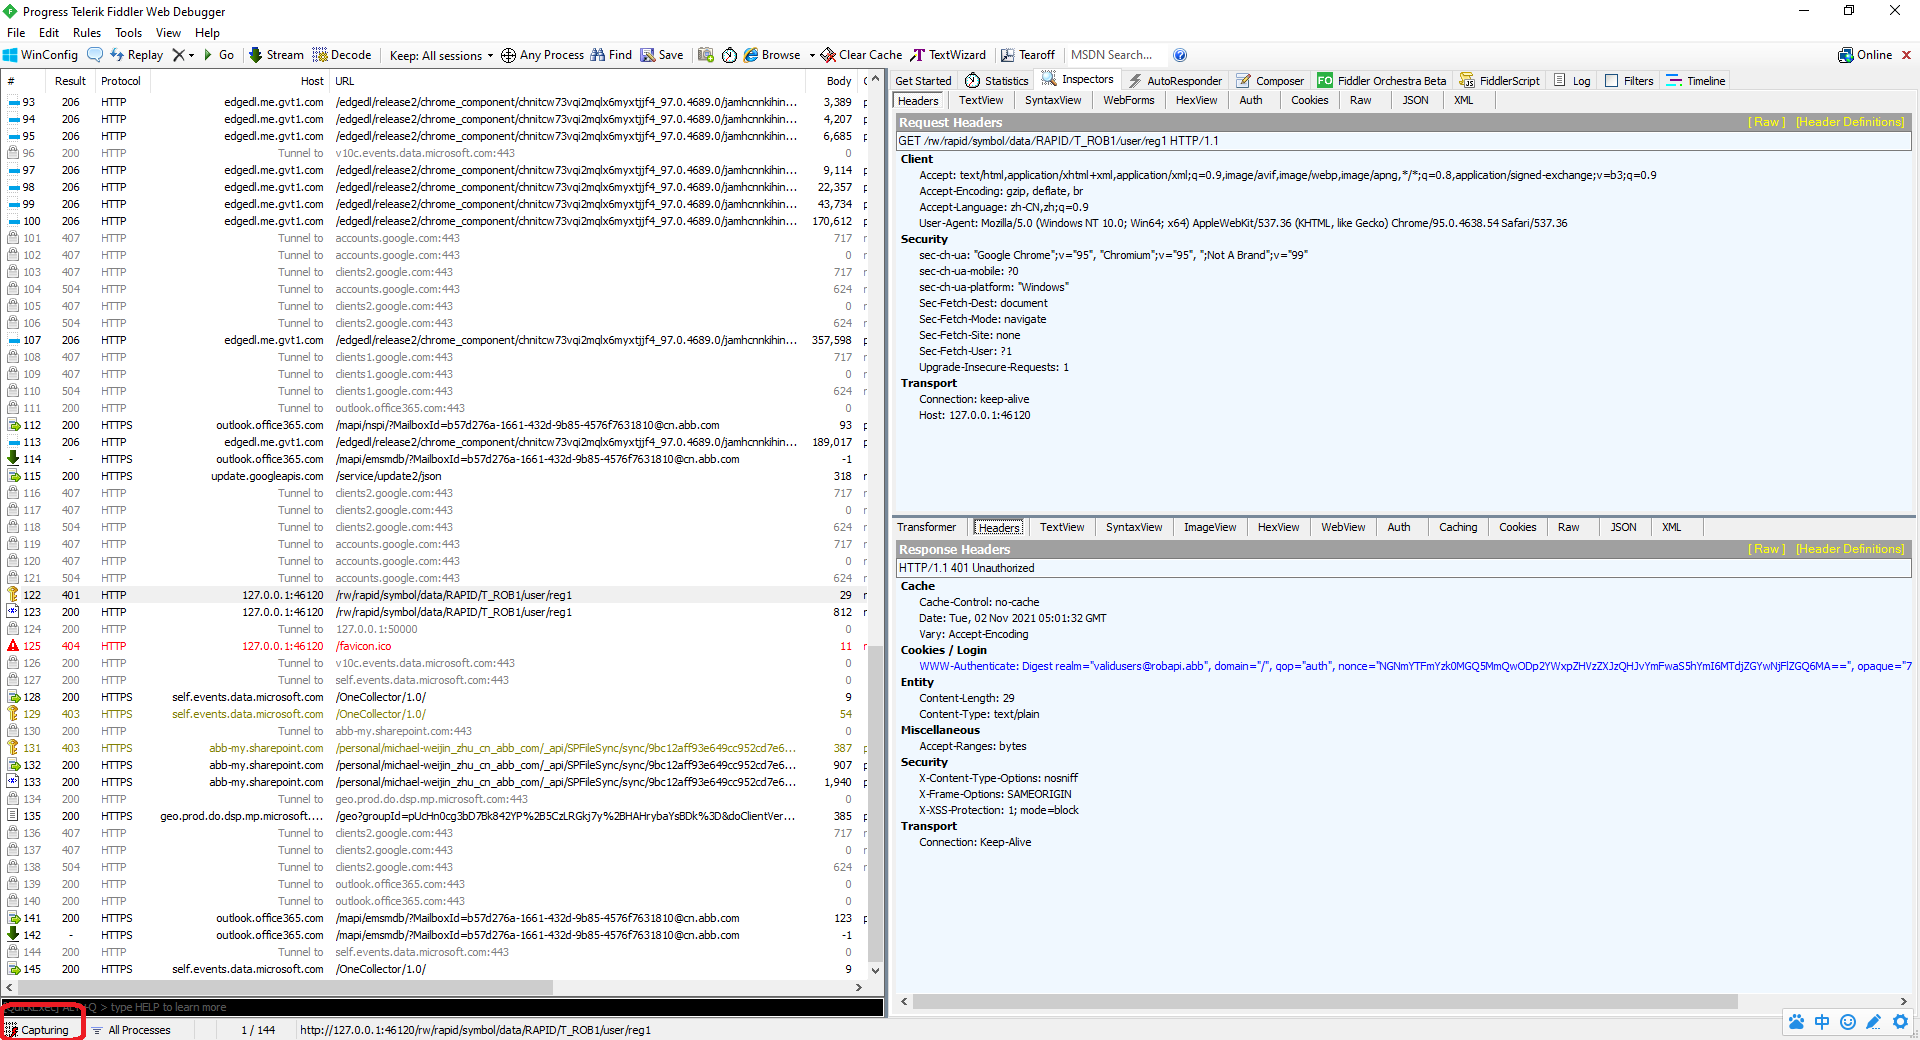 Progress Telerik Fiddler Web Debugger
File Edit Rules Tools View Help
WinConfig Replay Go Stream Decode Keep: All sessions Any Process Find Save Browse Clear Cache TextWizard Tearoff MSDN Search... Online
# Result Protocol Host URL Body
93 206 HTTP edgedl.me.gvt1.com /edgedl/release2/chrome_component/chnitcw73vqi2mqlx6myxtjjf4_97.0.4689.0/jamhcnnkihin... 3,389
94 206 HTTP edgedl.me.gvt1.com /edgedl/release2/chrome_component/chnitcw73vqi2mqlx6myxtjjf4_97.0.4689.0/jamhcnnkihin... 4,207
95 206 HTTP edgedl.me.gvt1.com /edgedl/release2/chrome_component/chnitcw73vqi2mqlx6myxtjjf4_97.0.4689.0/jamhcnnkihin... 6,685
96 200 HTTP Tunnel to v10c.events.data.microsoft.com:443 0
97 206 HTTP edgedl.me.gvt1.com /edgedl/release2/chrome_component/chnitcw73vqi2mqlx6myxtjjf4_97.0.4689.0/jamhcnnkihin... 9,114
98 206 HTTP edgedl.me.gvt1.com /edgedl/release2/chrome_component/chnitcw73vqi2mqlx6myxtjjf4_97.0.4689.0/jamhcnnkihin... 22,357
99 206 HTTP edgedl.me.gvt1.com /edgedl/release2/chrome_component/chnitcw73vqi2mqlx6myxtjjf4_97.0.4689.0/jamhcnnkihin... 43,734
100 206 HTTP edgedl.me.gvt1.com /edgedl/release2/chrome_component/chnitcw73vqi2mqlx6myxtjjf4_97.0.4689.0/jamhcnnkihin... 170,612
101 407 HTTP Tunnel to accounts.google.com:443 717
102 407 HTTP Tunnel to accounts.google.com:443 0
103 407 HTTP Tunnel to clients2.google.com:443 717
104 504 HTTP Tunnel to accounts.google.com:443 624
105 407 HTTP Tunnel to clients2.google.com:443 0
106 504 HTTP Tunnel to clients2.google.com:443 624
107 206 HTTP edgedl.me.gvt1.com /edgedl/release2/chrome_component/chnitcw73vqi2mqlx6myxtjjf4_97.0.4689.0/jamhcnnkihin... 357,598
108 407 HTTP Tunnel to clients1.google.com:443 717
109 407 HTTP Tunnel to clients1.google.com:443 0
110 504 HTTP Tunnel to clients1.google.com:443 624
111 200 HTTP Tunnel to outlook.office365.com:443 0
112 200 HTTPS outlook.office365.com /mapi/nspi/?MailboxId=b57d276a-1661-432d-9b85-4576f7631810@cn.abb.com 93
113 206 HTTP edgedl.me.gvt1.com /edgedl/release2/chrome_component/chnitcw73vqi2mqlx6myxtjjf4_97.0.4689.0/jamhcnnkihin... 189,017
114 - HTTPS outlook.office365.com /mapi/emsmdb/?MailboxId=b57d276a-1661-432d-9b85-4576f7631810@cn.abb.com -1
115 200 HTTPS update.googleapis.com /service/update2/json 318
116 407 HTTP Tunnel to clients2.google.com:443 717
117 407 HTTP Tunnel to clients2.google.com:443 0
118 504 HTTP Tunnel to clients2.google.com:443 624
119 407 HTTP Tunnel to accounts.google.com:443 717
120 407 HTTP Tunnel to accounts.google.com:443 0
121 504 HTTP Tunnel to accounts.google.com:443 624
122 401 HTTP 127.0.0.1:46120 /rw/rapid/symbol/data/RAPID/T_ROB1/user/reg1 29
123 200 HTTP 127.0.0.1:46120 /rw/rapid/symbol/data/RAPID/T_ROB1/user/reg1 812
124 200 HTTP Tunnel to 127.0.0.1:50000 0
125 404 HTTP 127.0.0.1:46120 /favicon.ico 11
126 200 HTTP Tunnel to v10c.events.data.microsoft.com:443 0
127 200 HTTP Tunnel to self.events.data.microsoft.com:443 0
128 200 HTTPS self.events.data.microsoft.com /OneCollector/1.0/ 9
129 403 HTTPS self.events.data.microsoft.com /OneCollector/1.0/ 54
130 200 HTTP Tunnel to abb-my.sharepoint.com:443 0
131 403 HTTPS abb-my.sharepoint.com /personal/michael-weijin_zhu_cn_abb_com/_api/SPFileSync/sync/9bc12aff93e649cc952cd7e6... 387
132 200 HTTPS abb-my.sharepoint.com /personal/michael-weijin_zhu_cn_abb_com/_api/SPFileSync/sync/9bc12aff93e649cc952cd7e6... 907
133 200 HTTPS abb-my.sharepoint.com /personal/michael-weijin_zhu_cn_abb_com/_api/SPFileSync/sync/9bc12aff93e649cc952cd7e6... 1,940
134 200 HTTP Tunnel to geo.prod.do.dsp.mp.microsoft.com:443 0
135 200 HTTPS geo.prod.do.dsp.mp.microsoft.... /geo?groupId=pUcHn0cg3bD7Bk842YP%2B5CzLRGkj7y%2BHAHrybaYsBDk%3D&doClientVer... 385
136 407 HTTP Tunnel to clients2.google.com:443 717
137 407 HTTP Tunnel to clients2.google.com:443 0
138 504 HTTP Tunnel to clients2.google.com:443 624
139 200 HTTP Tunnel to outlook.office365.com:443 0
140 200 HTTP Tunnel to outlook.office365.com:443 0
141 200 HTTPS outlook.office365.com /mapi/emsmdb/?MailboxId=b57d276a-1661-432d-9b85-4576f7631810@cn.abb.com 123
142 - HTTPS outlook.office365.com /mapi/emsmdb/?MailboxId=b57d276a-1661-432d-9b85-4576f7631810@cn.abb.com -1
144 200 HTTP Tunnel to self.events.data.microsoft.com:443 0
145 200 HTTPS self.events.data.microsoft.com /OneCollector/1.0/ 9
> type HELP to learn more
Capturing All Processes 1 / 144 http://127.0.0.1:46120/rw/rapid/symbol/data/RAPID/T_ROB1/user/reg1
Get Started Statistics Inspectors AutoResponder Composer FO Fiddler Orchestra Beta FiddlerScript Log Filters Timeline
Headers TextView SyntaxView WebForms HexView Auth Cookies Raw JSON XML
Request Headers [ Raw ] [Header Definitions]
GET /rw/rapid/symbol/data/RAPID/T_ROB1/user/reg1 HTTP/1.1
Client
Accept: text/html,application/xhtml+xml,application/xml;q=0.9,image/avif,image/webp,image/apng,*/*;q=0.8,application/signed-exchange;v=b3;q=0.9
Accept-Encoding: gzip, deflate, br
Accept-Language: zh-CN,zh;q=0.9
User-Agent: Mozilla/5.0 (Windows NT 10.0; Win64; x64) AppleWebKit/537.36 (KHTML, like Gecko) Chrome/95.0.4638.54 Safari/537.36
Security
sec-ch-ua: "Google Chrome";v="95", "Chromium";v="95", ";Not A Brand";v="99"
sec-ch-ua-mobile: ?0
sec-ch-ua-platform: "Windows"
Sec-Fetch-Dest: document
Sec-Fetch-Mode: navigate
Sec-Fetch-Site: none
Sec-Fetch-User: ?1
Upgrade-Insecure-Requests: 1
Transport
Connection: keep-alive
Host: 127.0.0.1:46120
Transformer Headers TextView SyntaxView ImageView HexView WebView Auth Caching Cookies Raw JSON XML
Response Headers [ Raw ] [Header Definitions]
HTTP/1.1 401 Unauthorized
Cache
Cache-Control: no-cache
Date: Tue, 02 Nov 2021 05:01:32 GMT
Vary: Accept-Encoding
Cookies / Login
WWW-Authenticate: Digest realm="validusers@robapi.abb", domain="/", qop="auth", nonce="NGNmYTFmYzk0MGQ5MmQwODp2YWxpZHVzZXJzQHJvYmFwaS5hYmI6MTdjZGYwNjFlZGQ6MA==", opaque="7
Entity
Content-Length: 29
Content-Type: text/plain
Miscellaneous
Accept-Ranges: bytes
Security
X-Content-Type-Options: nosniff
X-Frame-Options: SAMEORIGIN
X-XSS-Protection: 1; mode=block
Transport
Connection: Keep-Alive
中